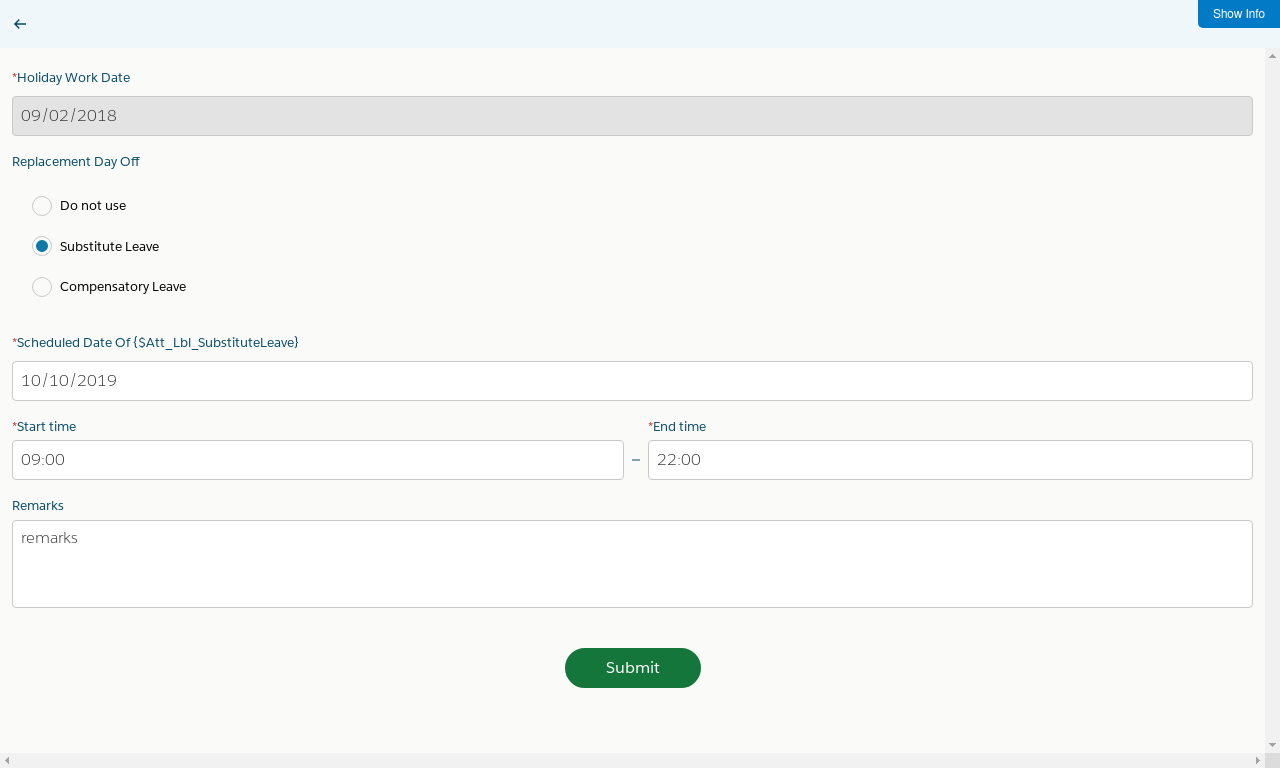 Show Info
*Holiday Work Date
09/02/2018
Replacement Day Off
Do not use
Substitute Leave
Compensatory Leave
*Scheduled Date Of {$Att_Lbl_SubstituteLeave}
10/10/2019
*Start time
*End time
09:00
–
22:00
Remarks
remarks
Submit